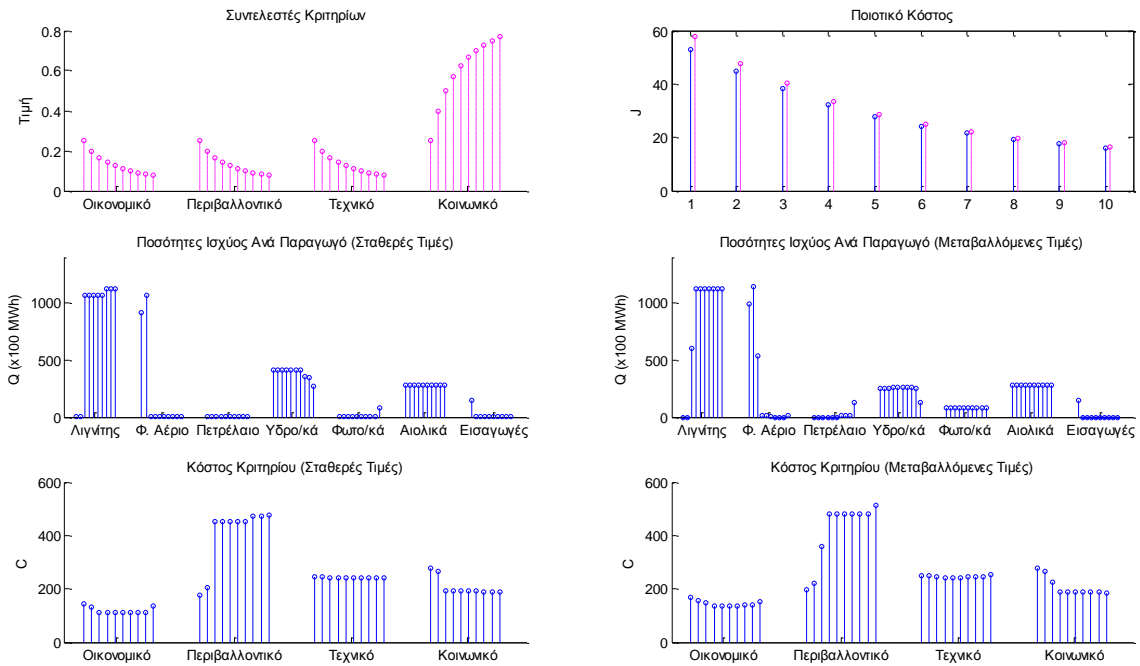 Συντελεστές Κριτηρίων
Τιμή
0.8
0.6
0.4
0.2
0
Οικονομικό Περιβαλλοντικό Τεχνικό Κοινωνικό
Ποιοτικό Κόστος
J
60
40
20
0
1 2 3 4 5 6 7 8 9 10
Ποσότητες Ισχύος Ανά Παραγωγό (Σταθερές Τιμές)
Q (x100 MWh)
1000
500
0
Λιγνίτης Φ. Αέριο Πετρέλαιο Υδρο/κά Φωτο/κά Αιολικά Εισαγωγές
Ποσότητες Ισχύος Ανά Παραγωγό (Μεταβαλλόμενες Τιμές)
Q (x100 MWh)
1000
500
0
Λιγνίτης Φ. Αέριο Πετρέλαιο Υδρο/κά Φωτο/κά Αιολικά Εισαγωγές
Κόστος Κριτηρίου (Σταθερές Τιμές)
C
600
400
200
0
Οικονομικό Περιβαλλοντικό Τεχνικό Κοινωνικό
Κόστος Κριτηρίου (Μεταβαλλόμενες Τιμές)
C
600
400
200
0
Οικονομικό Περιβαλλοντικό Τεχνικό Κοινωνικό